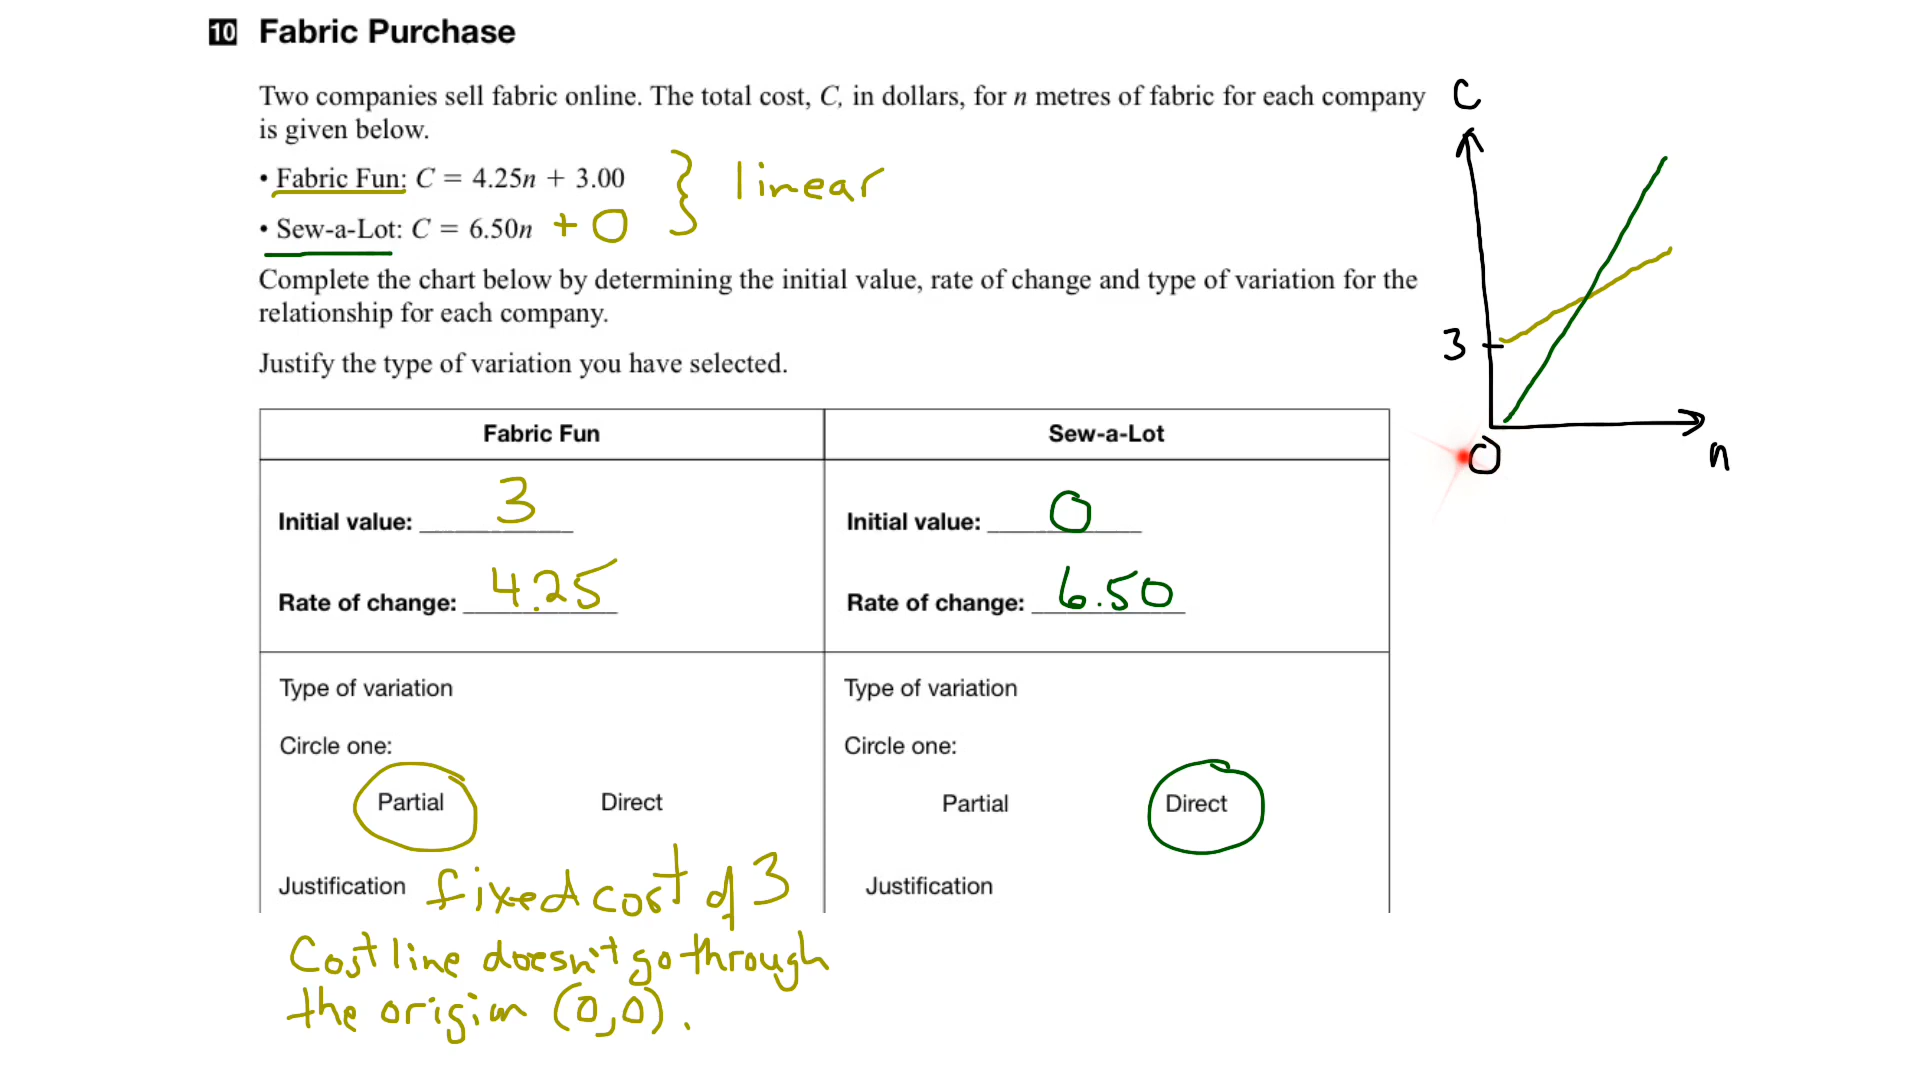 10 Fabric Purchase
Two companies sell fabric online. The total cost, C, in dollars, for n metres of fabric for each company
is given below.
• Fabric Fun: C = 4.25n + 3.00
• Sew-a-Lot: C = 6.50n + 0
} linear
Complete the chart below by determining the initial value, rate of change and type of variation for the
relationship for each company.
Justify the type of variation you have selected.
C
3
0
n
Fabric Fun
Initial value: 3
Rate of change: 4.25
Type of variation
Circle one:
Partial Direct
Justification fixed cost of 3
Cost line doesn't go through
the origin (0,0).
Sew-a-Lot
Initial value: 0
Rate of change: 6.50
Type of variation
Circle one:
Partial Direct
Justification